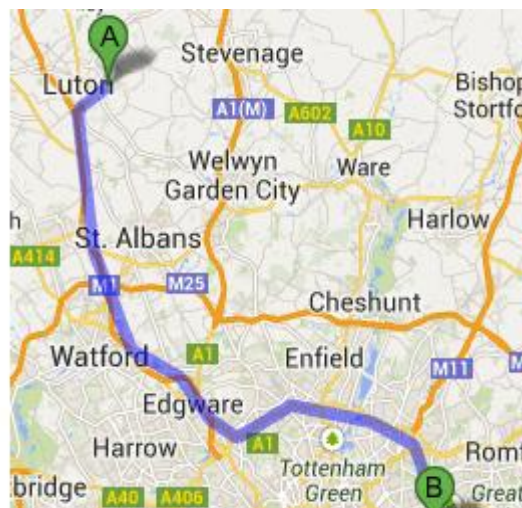 A
Stevenage
Luton
Bishop
Stortfo
A1(M)
A602
A10
Welwyn
Garden City
Ware
Harlow
h
St. Albans
A414
M1
M25
Cheshunt
Watford
A1
Enfield
M11
M
Edgware
Harrow
A1
Romf
Tottenham
Green
bridge
A40
A406
B
Great